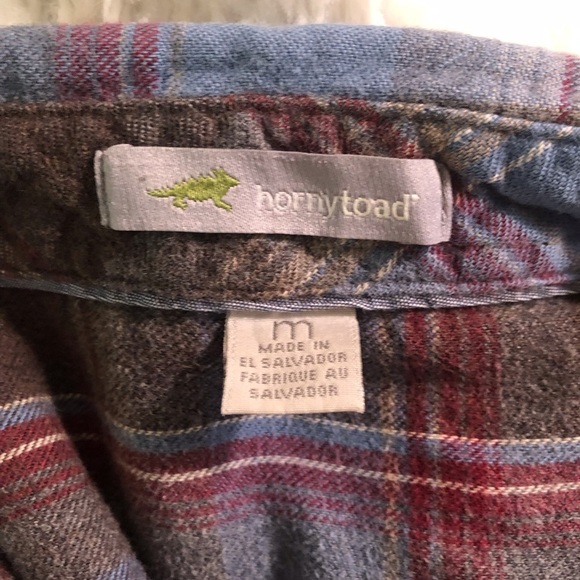 hornytoad
m
MADE IN
EL SALVADOR
FABRIQUE AU
SALVADOR